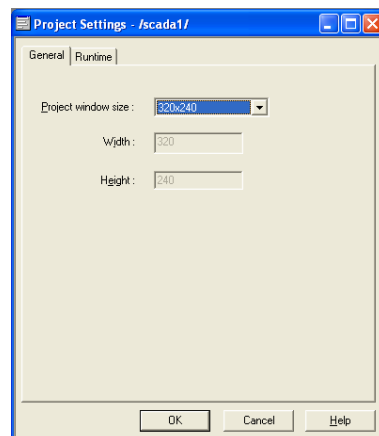 Project Settings - /scada1/
General Runtime
Project window size : 320x240
Width : 320
Height : 240
OK Cancel Help